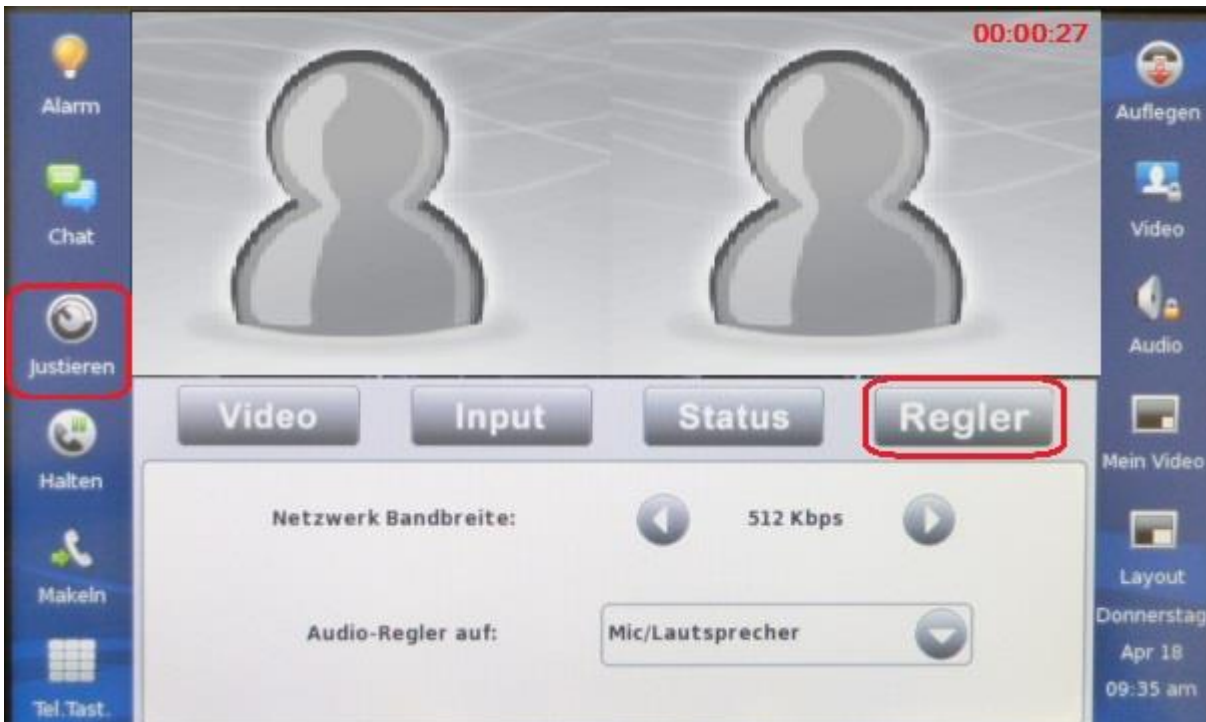 Alarm
Chat
Justieren
Halten
Makeln
Tel.Tast.
00:00:27
Video
Input
Status
Regler
Netzwerk Bandbreite:
512 Kbps
Audio-Regler auf:
Mic/Lautsprecher
Auflegen
Video
Audio
Mein Video
Layout
Donnerstag
Apr 18
09:35 am